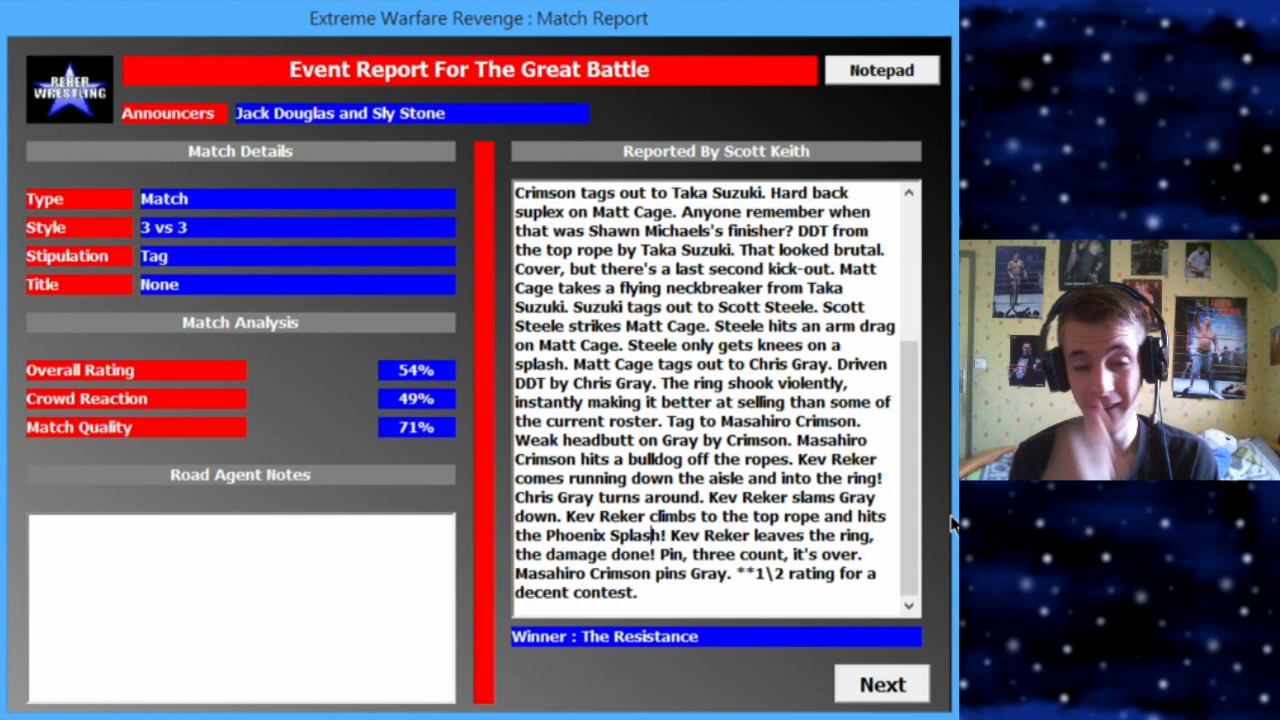 Extreme Warfare Revenge : Match Report
REKER
WRESTLING
Event Report For The Great Battle
Notepad
Announcers
Jack Douglas and Sly Stone
Match Details
Type
Match
Style
3 vs 3
Stipulation
Tag
Title
None
Match Analysis
Overall Rating
54%
Crowd Reaction
49%
Match Quality
71%
Road Agent Notes
Reported By Scott Keith
Crimson tags out to Taka Suzuki. Hard back
suplex on Matt Cage. Anyone remember when
that was Shawn Michaels's finisher? DDT from
the top rope by Taka Suzuki. That looked brutal.
Cover, but there's a last second kick-out. Matt
Cage takes a flying neckbreaker from Taka
Suzuki. Suzuki tags out to Scott Steele. Scott
Steele strikes Matt Cage. Steele hits an arm drag
on Matt Cage. Steele only gets knees on a
splash. Matt Cage tags out to Chris Gray. Driven
DDT by Chris Gray. The ring shook violently,
instantly making it better at selling than some of
the current roster. Tag to Masahiro Crimson.
Weak headbutt on Gray by Crimson. Masahiro
Crimson hits a bulldog off the ropes. Kev Reker
comes running down the aisle and into the ring!
Chris Gray turns around. Kev Reker slams Gray
down. Kev Reker climbs to the top rope and hits
the Phoenix Splash! Kev Reker leaves the ring,
the damage done! Pin, three count, it's over.
Masahiro Crimson pins Gray. **1\2 rating for a
decent contest.
Winner : The Resistance
Next